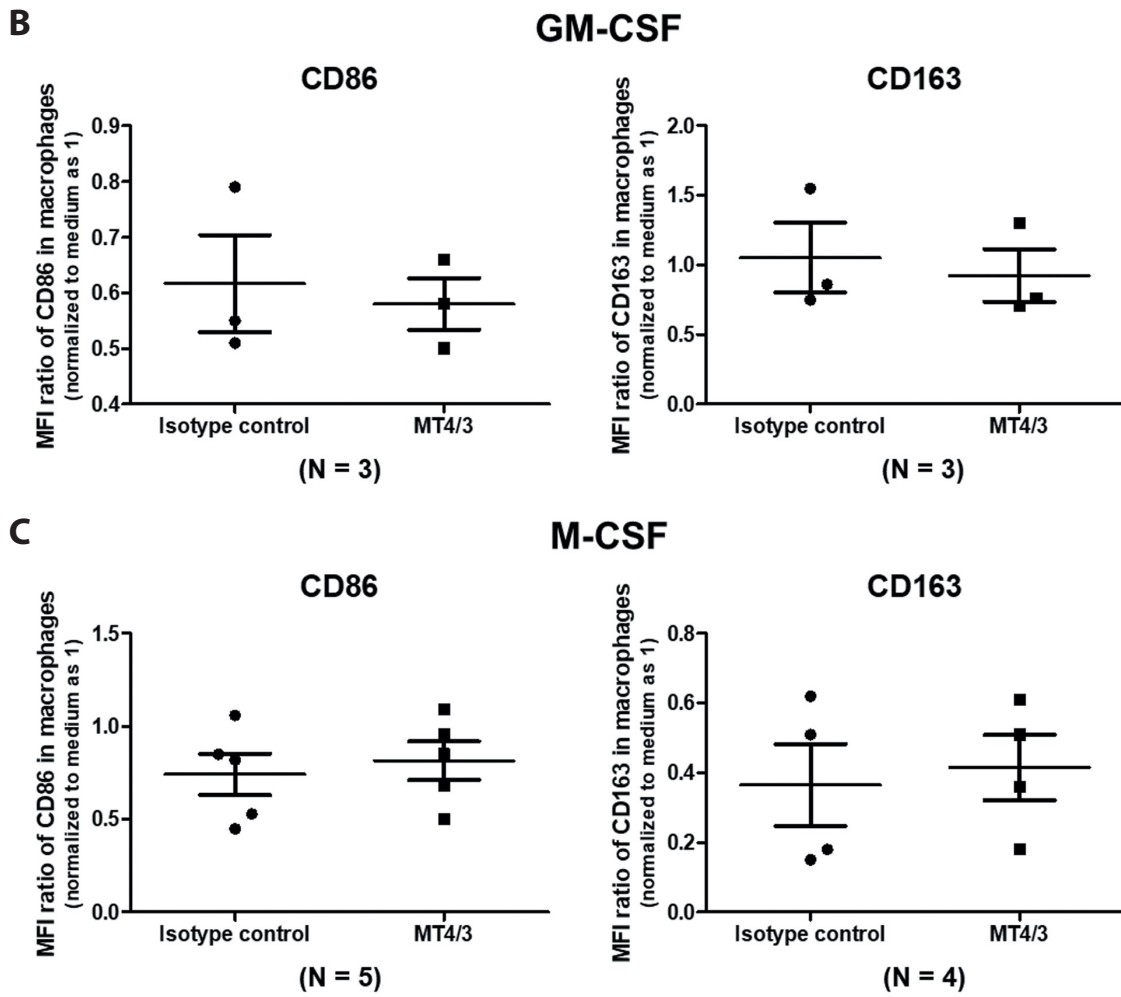 B
GM-CSF
CD86
MFI ratio of CD86 in macrophages
(normalized to medium as 1)
0.9
0.8
0.7
0.6
0.5
0.4
Isotype control
MT4/3
(N = 3)
CD163
MFI ratio of CD163 in macrophages
(normalized to medium as 1)
2.0
1.5
1.0
0.5
0.0
Isotype control
MT4/3
(N = 3)
C
M-CSF
CD86
MFI ratio of CD86 in macrophages
(normalized to medium as 1)
1.5
1.0
0.5
0.0
Isotype control
MT4/3
(N = 5)
CD163
MFI ratio of CD163 in macrophages
(normalized to medium as 1)
0.8
0.6
0.4
0.2
0.0
Isotype control
MT4/3
(N = 4)